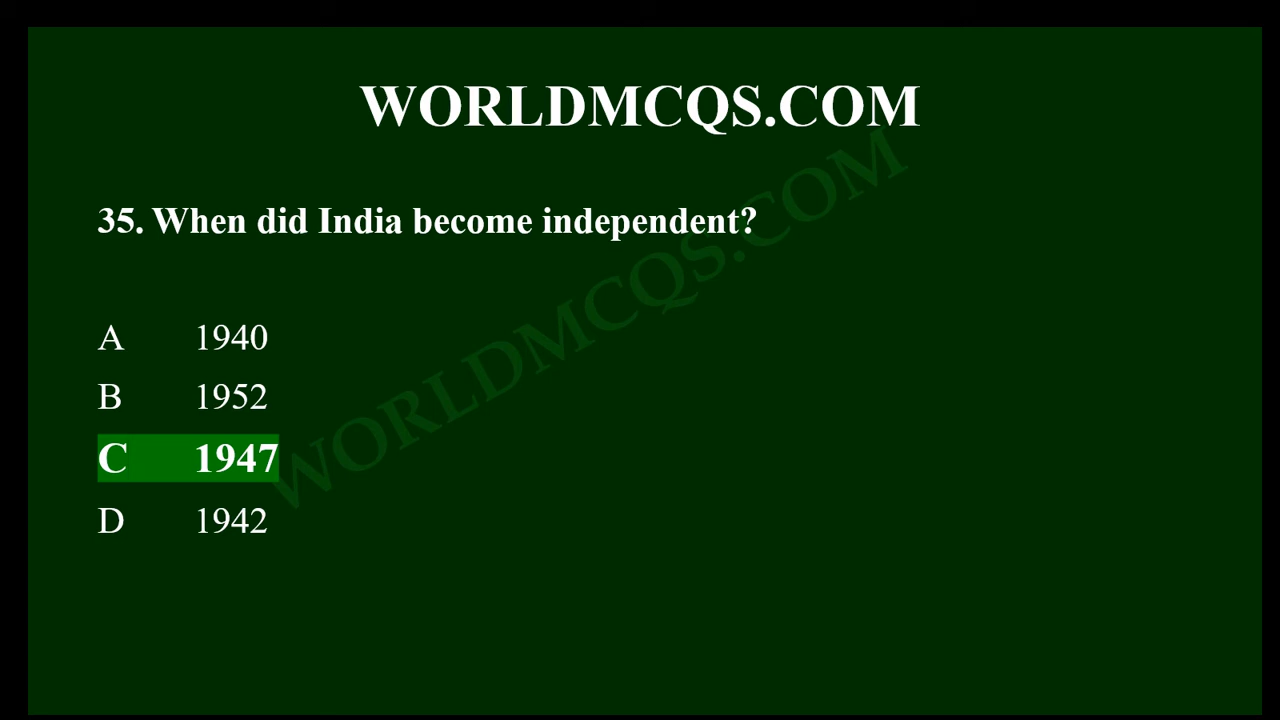 WORLDMCQS.COM
35. When did India become independent?
A 1940
B 1952
C 1947
D 1942
WORLDMCQS.COM